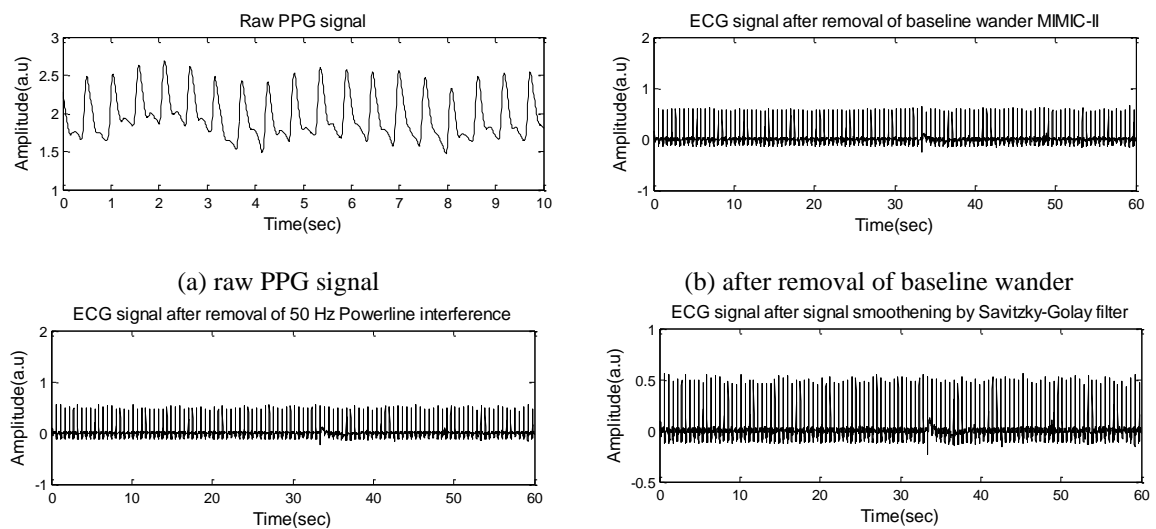 Raw PPG signal
3
2.5
2
1.5
1
Amplitude(a.u)
0 1 2 3 4 5 6 7 8 9 10
Time(sec)
ECG signal after removal of baseline wander MIMIC-II
2
1
0
-1
Amplitude(a.u)
0 10 20 30 40 50 60
Time(sec)
(a) raw PPG signal
(b) after removal of baseline wander
ECG signal after removal of 50 Hz Powerline interference
2
1
0
-1
Amplitude(a.u)
0 10 20 30 40 50 60
Time(sec)
ECG signal after signal smoothening by Savitzky-Golay filter
1
0.5
0
-0.5
Amplitude(a.u)
0 10 20 30 40 50 60
Time(sec)